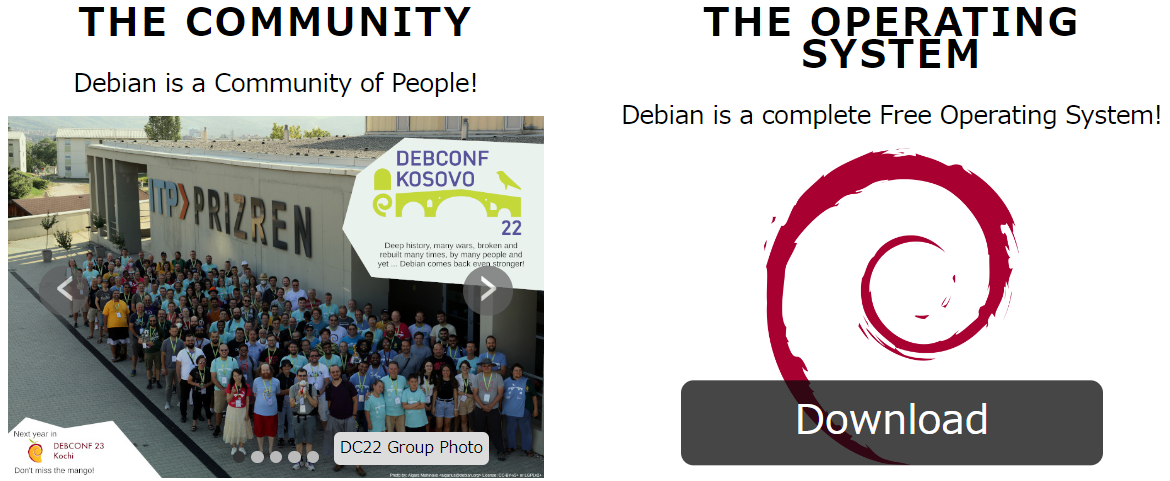 THE COMMUNITY
Debian is a Community of People!
ITP PRIZREN
DEBCONF
KOSOVO
22
Deep history, many wars, broken and
rebuilt many times, by many people and
yet ... Debian comes back even stronger!
Next year in
DEBCONF 23
Kochi
Don't miss the mango!
DC22 Group Photo
THE OPERATING
SYSTEM
Debian is a complete Free Operating System!
Download